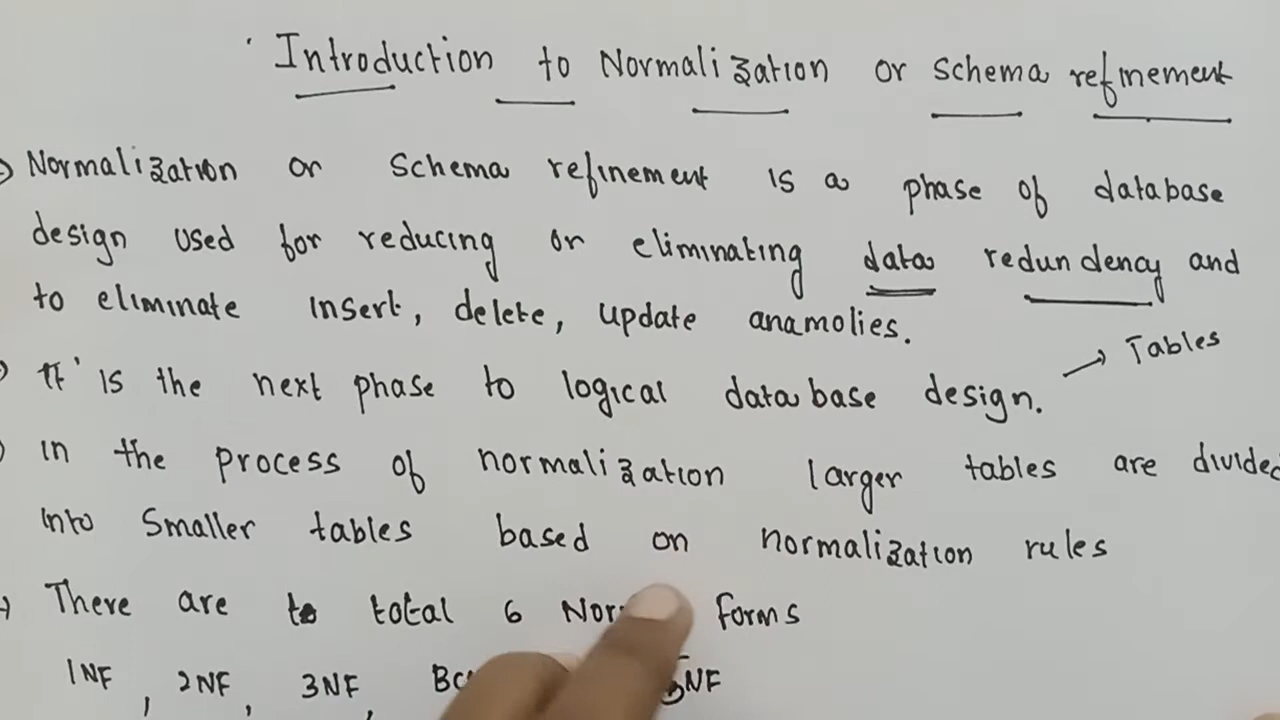 Introduction to Normalization or Schema refinement
Normalization or Schema refinement is a phase of database
design used for reducing or eliminating data redundency and
to eliminate insert, delete, update anamolies.
→ Tables
It is the next phase to logical database design.
in the process of normalization larger tables are divided
into smaller tables based on normalization rules
→ There are total 6 forms
1NF, 2NF, 3NF, 5NF